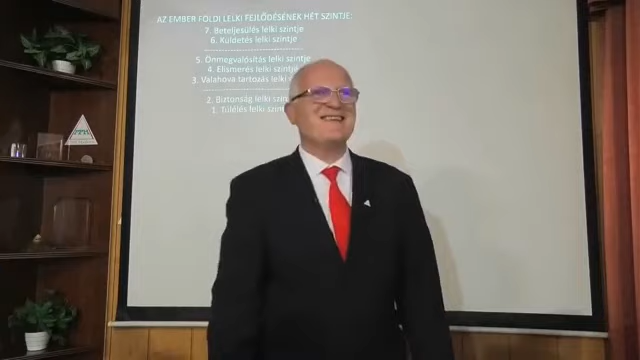 AZ EMBER FÖLDI LELKI FEJLŐDÉSÉNEK HÉT SZINTJE:
7. Beteljesülés lelki szintje
6. Küldetés lelki szintje
5. Önmegvalósítás lelki szintje
4. Elismerés lelki szintje
3. Valahova tartozás lelki
2. Biztonság lelki
1. Túlélés lelki